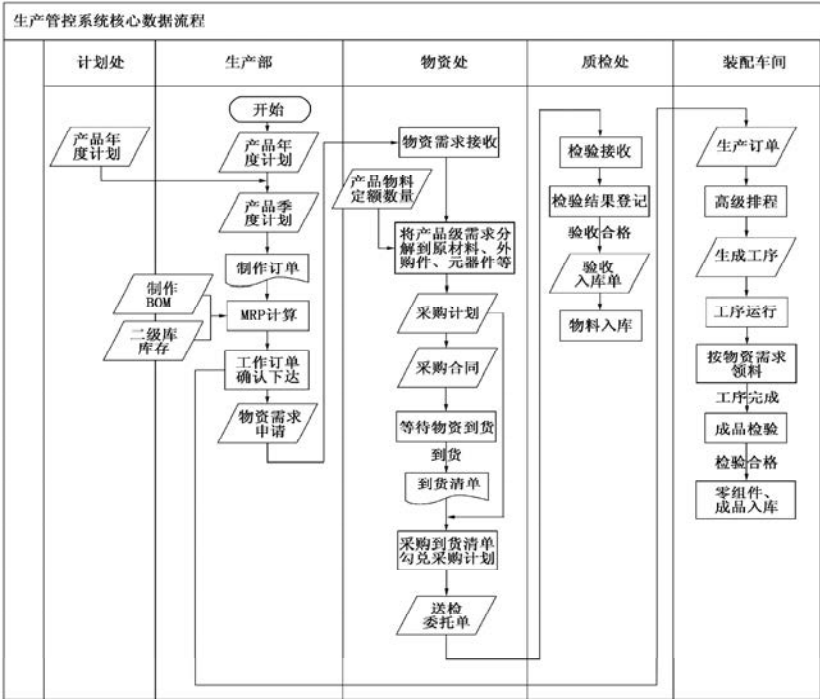 生产管控系统核心数据流程
计划处
生产部
物资处
质检处
装配车间
产品年
度计划
制作
BOM
二级库
库存
开始
产品年
度计划
产品季
度计划
制作订单
MRP计算
工作订单
确认下达
物资需求
申请
物资需求接收
产品物料
定额数量
将产品级需求分
解到原材料、外
购件、元器件等
采购计划
采购合同
等待物资到货
到货
到货清单
采购到货清单
勾兑采购计划
送检
委托单
检验接收
检验结果登记
验收合格
验收
入库单
物料入库
生产订单
高级排程
生成工序
工序运行
按物资需求
领料
工序完成
成品检验
检验合格
零组件、
成品入库